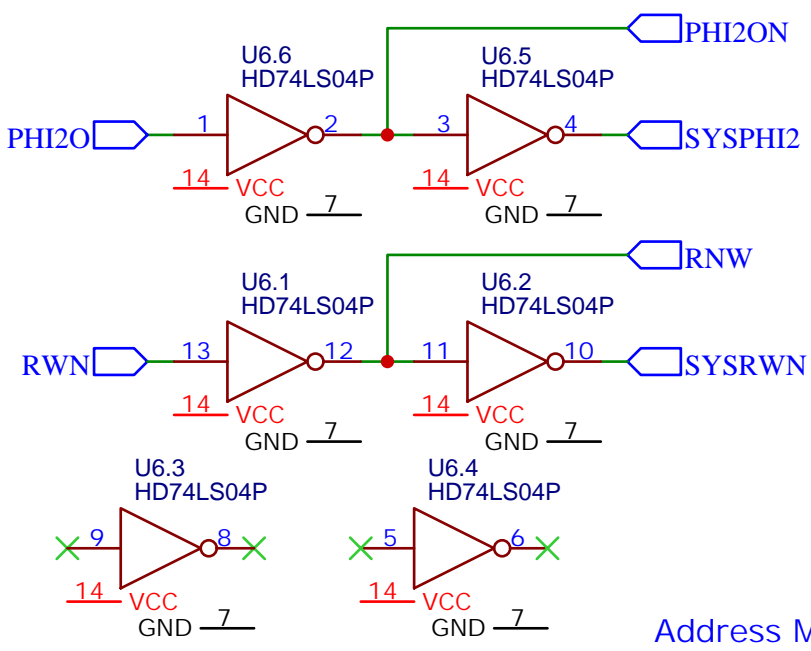 PHI2ON
U6.6
HD74LS04P
U6.5
HD74LS04P
PHI2O 1 2 3 4 SYSPHI2
14 VCC
GND 7
14 VCC
GND 7
RNW
U6.1
HD74LS04P
U6.2
HD74LS04P
RWN 13 12 11 10 SYSRWN
14 VCC
GND 7
14 VCC
GND 7
U6.3
HD74LS04P
U6.4
HD74LS04P
9 8 5 6
14 VCC
GND 7
14 VCC
GND 7
Address M